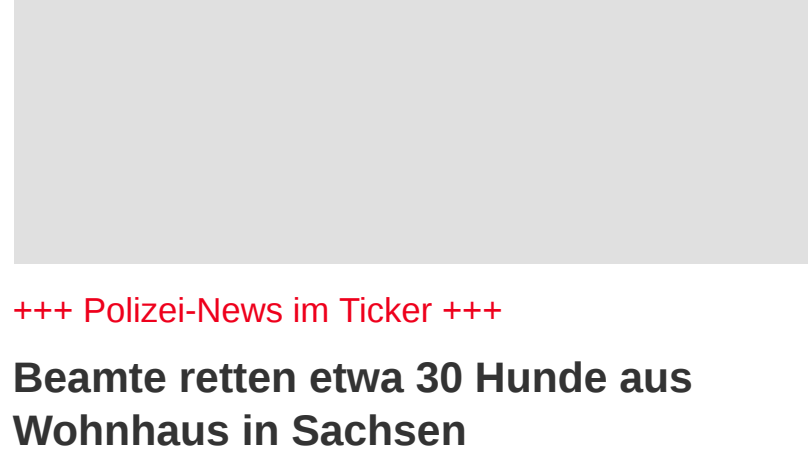 +++ Polizei-News im Ticker +++
Beamte retten etwa 30 Hunde aus
Wohnhaus in Sachsen